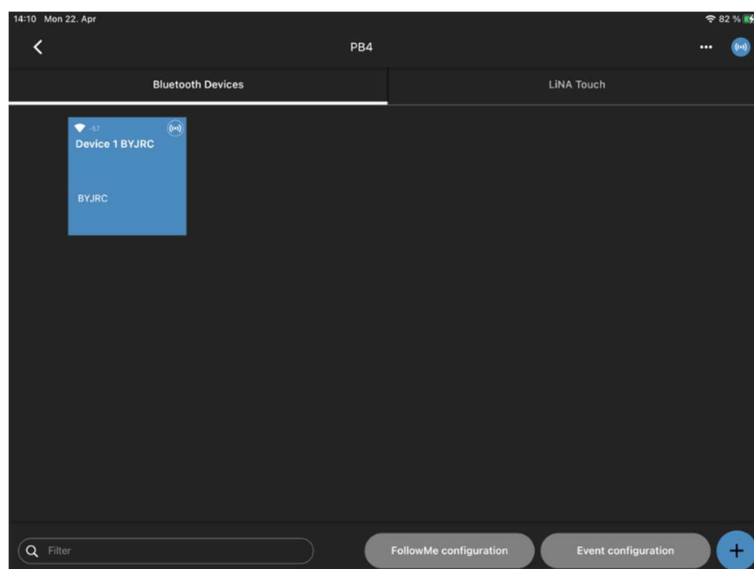 14:10 Mon 22. Apr 82 %
PB4
Bluetooth Devices LiNA Touch
-57
Device 1 BYJRC
BYJRC
Filter FollowMe configuration Event configuration